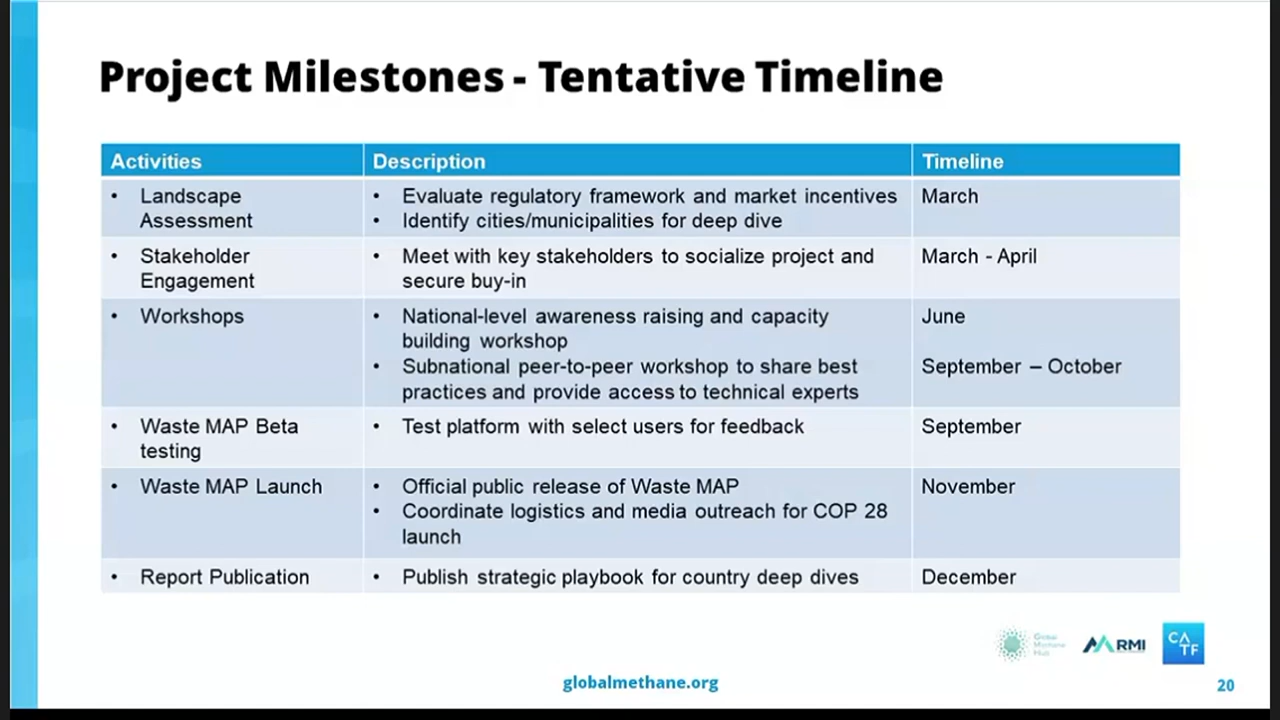 Project Milestones - Tentative Timeline
Activities Description Timeline
• Landscape Assessment
• Evaluate regulatory framework and market incentives
• Identify cities/municipalities for deep dive
March
• Stakeholder Engagement
• Meet with key stakeholders to socialize project and
secure buy-in
March - April
• Workshops
• National-level awareness raising and capacity
building workshop
• Subnational peer-to-peer workshop to share best
practices and provide access to technical experts
June
September – October
• Waste MAP Beta
testing
• Test platform with select users for feedback
September
• Waste MAP Launch
• Official public release of Waste MAP
• Coordinate logistics and media outreach for COP 28
launch
November
• Report Publication
• Publish strategic playbook for country deep dives
December
Global
Methane
Hub
RMI
CATF
globalmethane.org
20